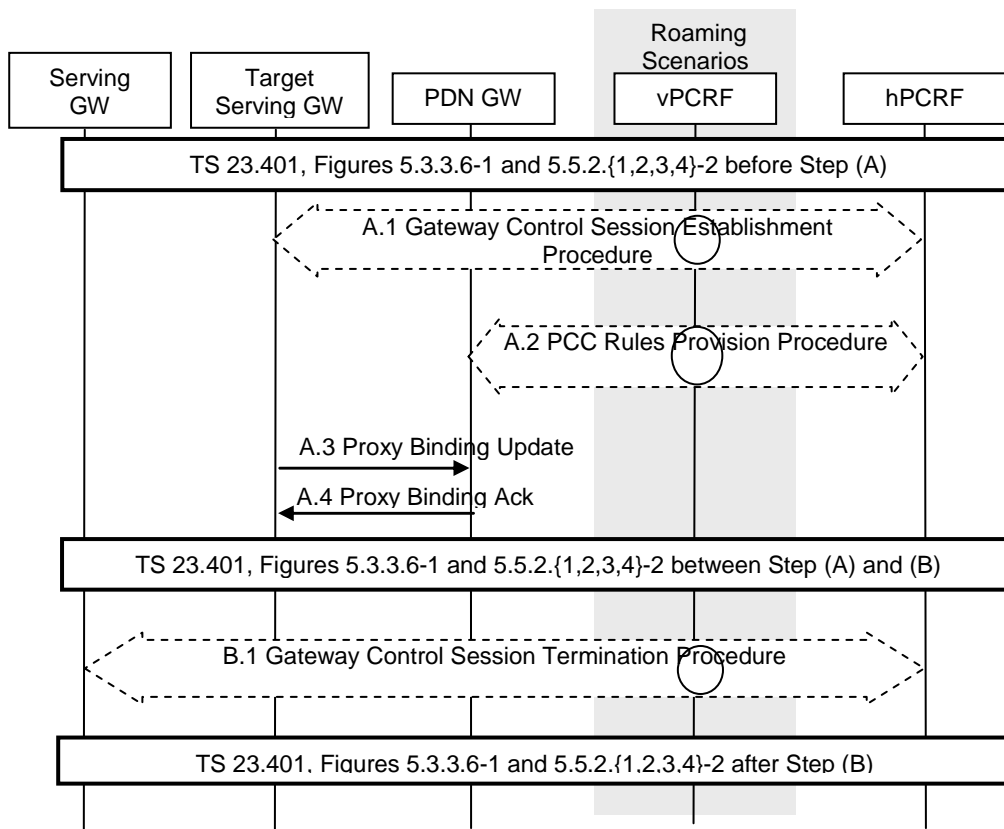 Roaming
Scenarios
Serving
GW
Target
Serving GW
PDN GW
vPCRF
hPCRF
TS 23.401, Figures 5.3.3.6-1 and 5.5.2.{1,2,3,4}-2 before Step (A)
A.1 Gateway Control Session Establishment
Procedure
A.2 PCC Rules Provision Procedure
A.3 Proxy Binding Update
A.4 Proxy Binding Ack
TS 23.401, Figures 5.3.3.6-1 and 5.5.2.{1,2,3,4}-2 between Step (A) and (B)
B.1 Gateway Control Session Termination Procedure
TS 23.401, Figures 5.3.3.6-1 and 5.5.2.{1,2,3,4}-2 after Step (B)